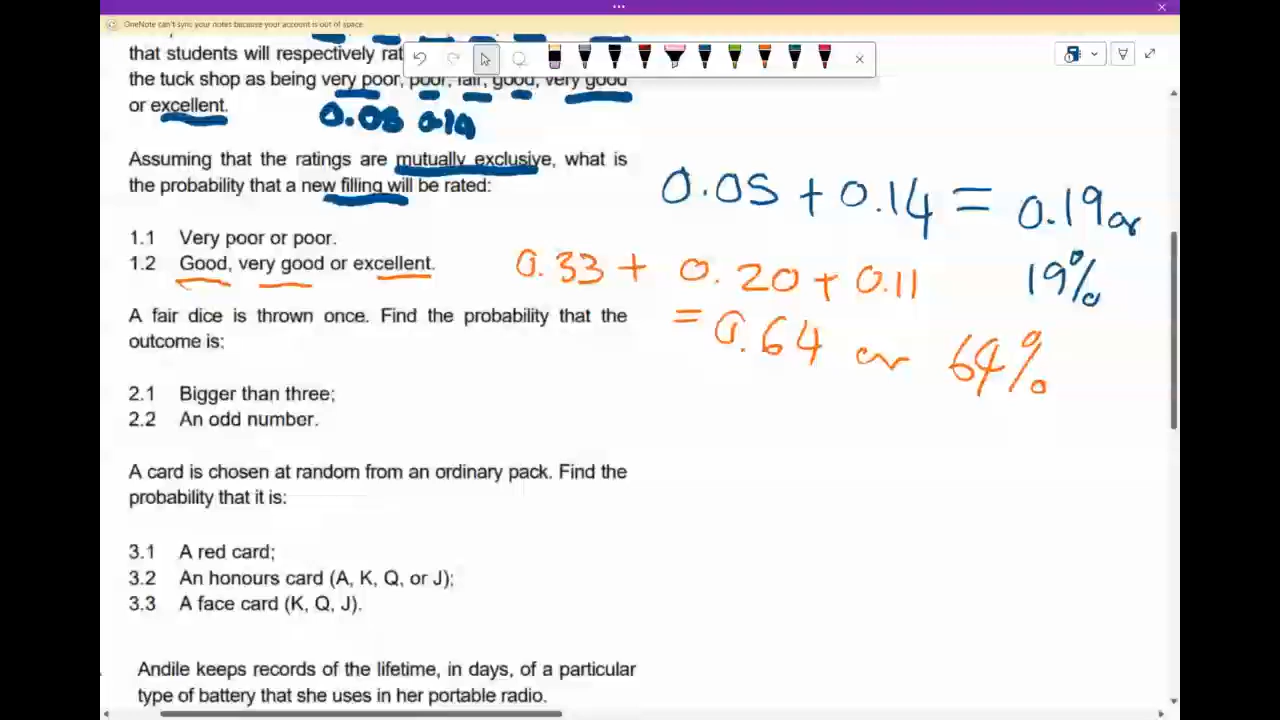 OneNote can't sync your notes because your account is out of space.
that students will respectively rat
the tuck shop as being very poor, poor, fair, good, very good
or excellent.
0.05 0.14
Assuming that the ratings are mutually exclusive, what is
the probability that a new filling will be rated:
0.05 + 0.14 = 0.19 or
19%
1.1 Very poor or poor.
1.2 Good, very good or excellent.
0.33 + 0.20 + 0.11
= 0.64 or 64%
A fair dice is thrown once. Find the probability that the
outcome is:
2.1 Bigger than three;
2.2 An odd number.
A card is chosen at random from an ordinary pack. Find the
probability that it is:
3.1 A red card;
3.2 An honours card (A, K, Q, or J);
3.3 A face card (K, Q, J).
Andile keeps records of the lifetime, in days, of a particular
type of battery that she uses in her portable radio.